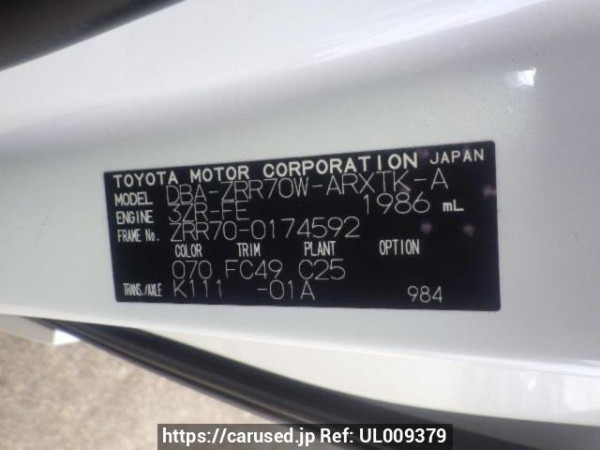 TOYOTA MOTOR CORPORATION JAPAN
MODEL DBA-ZRR70W-ARXTK-A
ENGINE 3ZR-FE 1986 mL
FRAME No. ZRR70-0174592
COLOR TRIM PLANT OPTION
070 FC49 C25
TRANS./AXLE K111 -01A 984
https://carused.jp Ref: UL009379